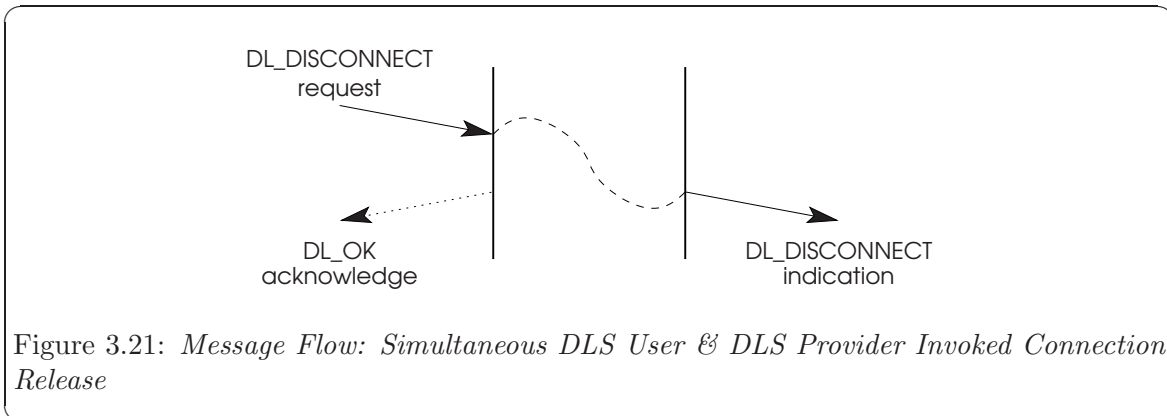 DL_DISCONNECT
request
DL_OK
acknowledge
DL_DISCONNECT
indication
Figure 3.21: Message Flow: Simultaneous DLS User & DLS Provider Invoked Connection
Release